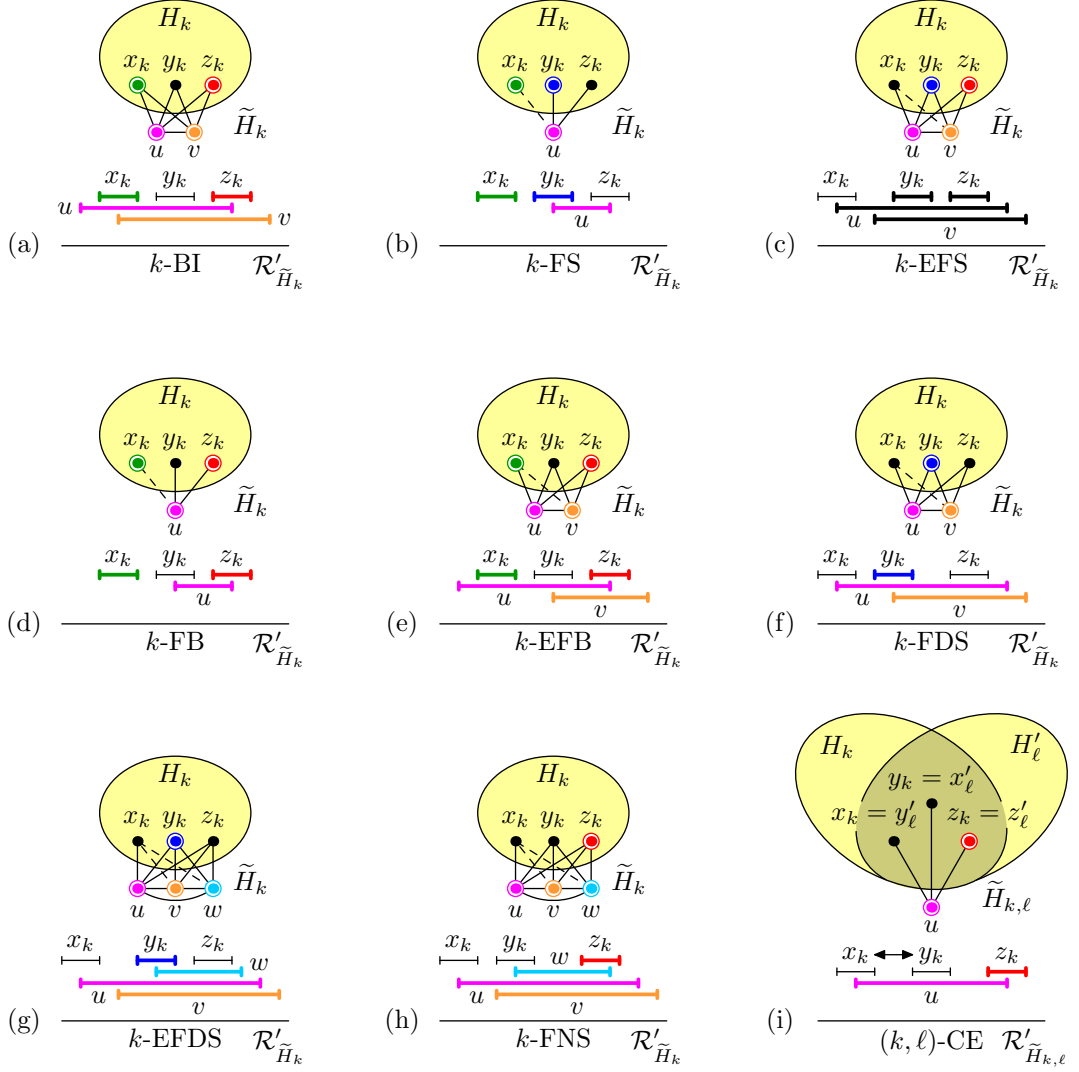 H_k H_k H_k
x_k y_k z_k x_k y_k z_k x_k y_k z_k
H̃_k H̃_k H̃_k
u v u u v
x_k y_k z_k x_k y_k z_k x_k y_k z_k
u v u u v
(a) (b) (c)
k-BI R′_{H̃_k} k-FS R′_{H̃_k} k-EFS R′_{H̃_k}
H_k H_k H_k
x_k y_k z_k x_k y_k z_k x_k y_k z_k
H̃_k H̃_k H̃_k
u u v u v
x_k y_k z_k x_k y_k z_k x_k y_k z_k
u u v u v
(d) (e) (f)
k-FB R′_{H̃_k} k-EFB R′_{H̃_k} k-FDS R′_{H̃_k}
H_k H_k H_k H′_ℓ
y_k = x′_ℓ
x_k y_k z_k x_k y_k z_k x_k = y′_ℓ z_k = z′_ℓ
H̃_k H̃_k H̃_{k,ℓ}
u v w u v w u
x_k y_k z_k x_k y_k z_k x_k y_k z_k
w w
u v u v u
(g) (h) (i)
k-EFDS R′_{H̃_k} k-FNS R′_{H̃_k} (k, ℓ)-CE R′_{H̃_{k,ℓ}}